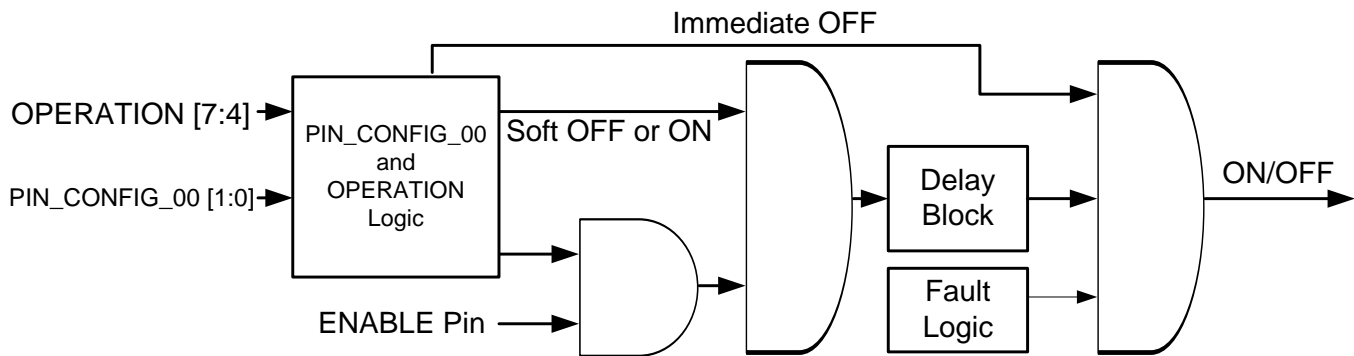 Immediate OFF
OPERATION [7:4]
PIN_CONFIG_00
and
OPERATION
Logic
Soft OFF or ON
PIN_CONFIG_00 [1:0]
Delay
Block
ON/OFF
Fault
Logic
ENABLE Pin